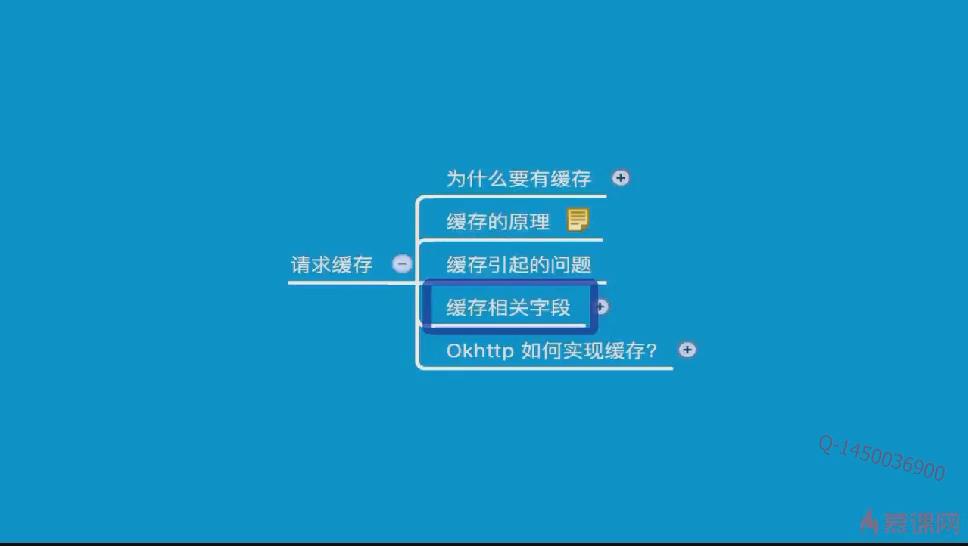 为什么要有缓存
缓存的原理
请求缓存
缓存引起的问题
缓存相关字段
Okhttp 如何实现缓存?
Q-1450036900
慕课网